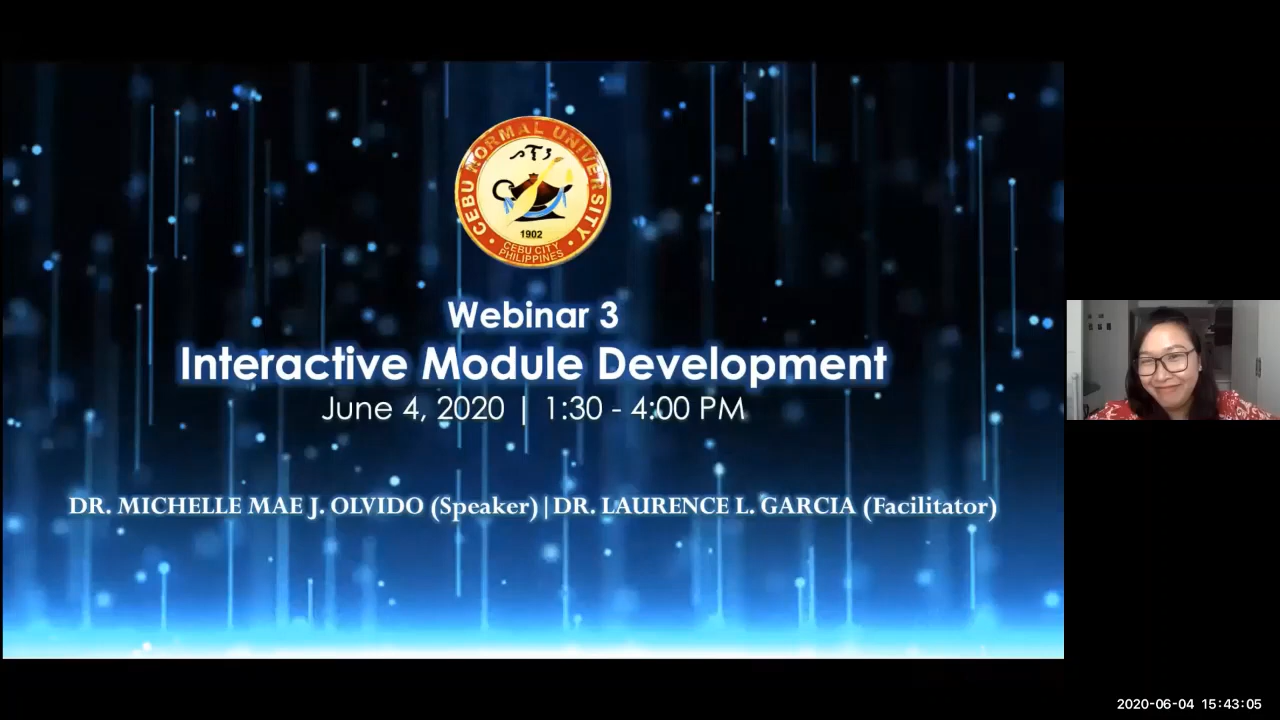 CEBU NORMAL UNIVERSITY
1902
CEBU CITY
PHILIPPINES
Webinar 3
Interactive Module Development
June 4, 2020 | 1:30 - 4:00 PM
DR. MICHELLE MAE J. OLVIDO (Speaker)|DR. LAURENCE L. GARCIA (Facilitator)
2020-06-04 15:43:05